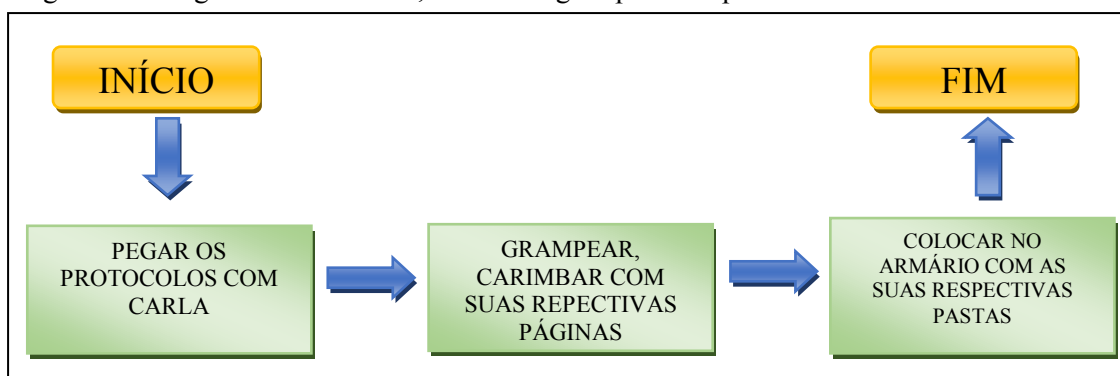 INÍCIO
FIM
PEGAR OS
PROTOCOLOS COM
CARLA
GRAMPEAR,
CARIMBAR COM
SUAS REPECTIVAS
PÁGINAS
COLOCAR NO
ARMÁRIO COM AS
SUAS RESPECTIVAS
PASTAS